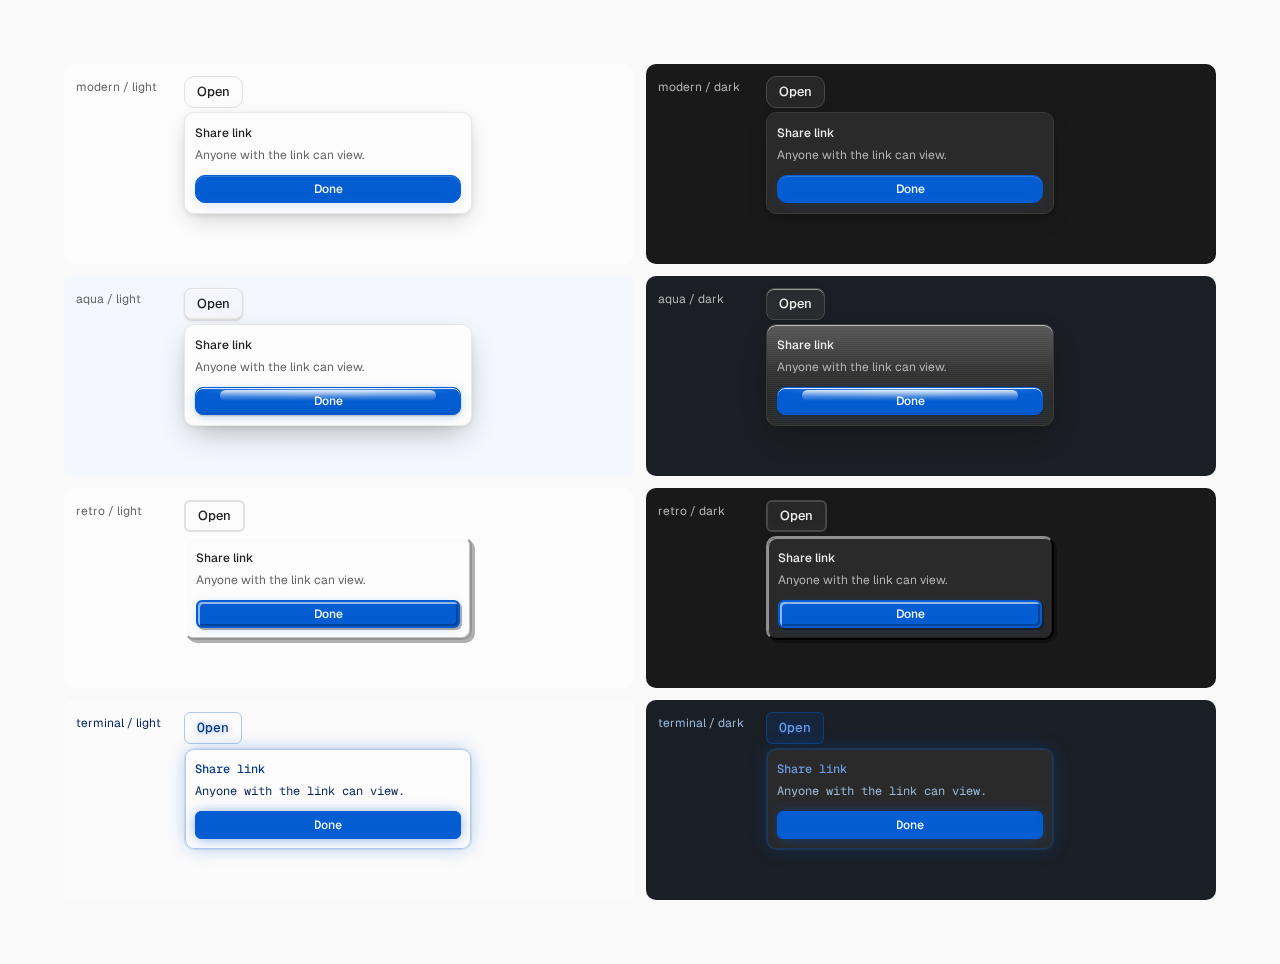 modern / light
Open
Share link
Anyone with the link can view.
Done
modern / dark
Open
Share link
Anyone with the link can view.
Done
aqua / light
Open
Share link
Anyone with the link can view.
Done
aqua / dark
Open
Share link
Anyone with the link can view.
Done
retro / light
Open
Share link
Anyone with the link can view.
Done
retro / dark
Open
Share link
Anyone with the link can view.
Done
terminal / light
Open
Share link
Anyone with the link can view.
Done
terminal / dark
Open
Share link
Anyone with the link can view.
Done